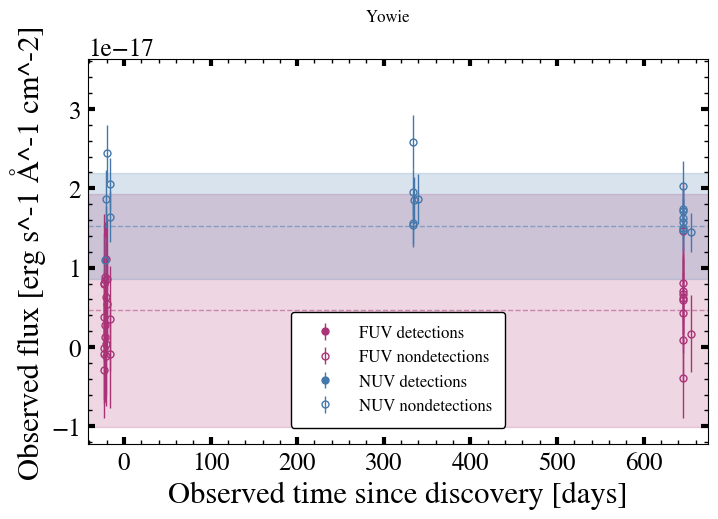 Yowie
1e−17
Observed flux [erg s^-1 Å^-1 cm^-2]
3
2
1
0
−1
FUV detections
FUV nondetections
NUV detections
NUV nondetections
0 100 200 300 400 500 600
Observed time since discovery [days]